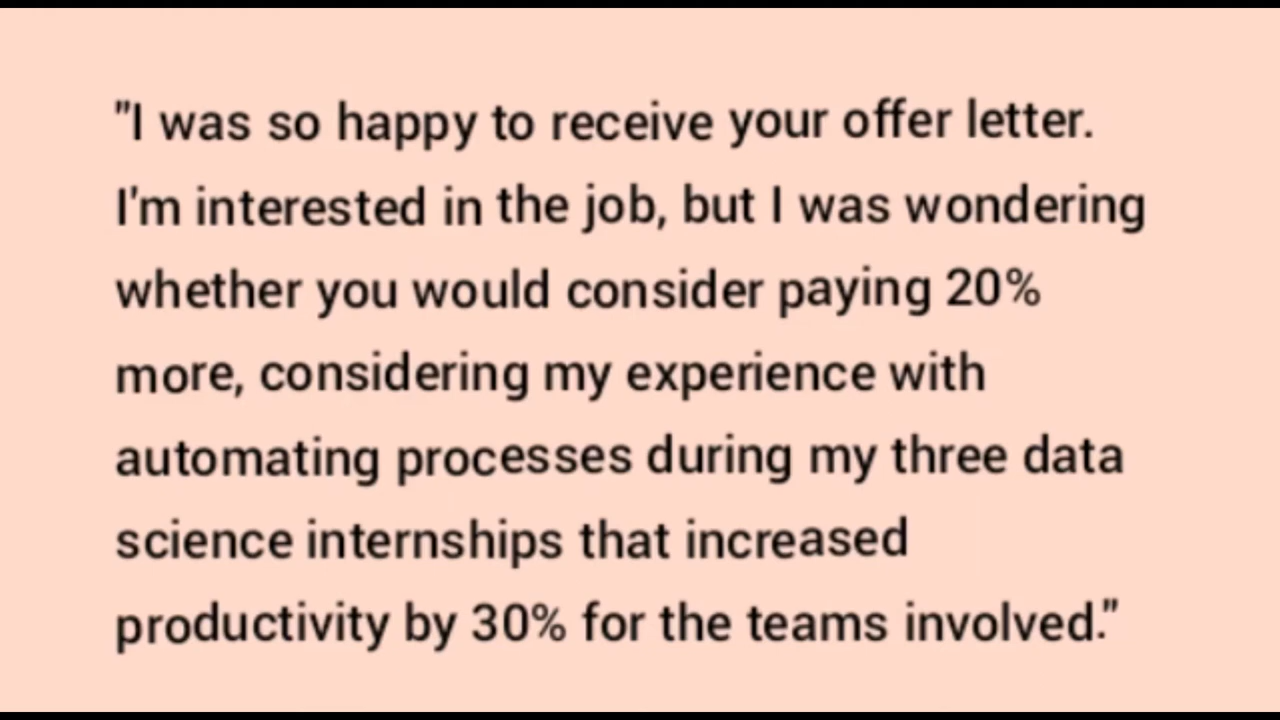 "I was so happy to receive your offer letter.
I'm interested in the job, but I was wondering
whether you would consider paying 20%
more, considering my experience with
automating processes during my three data
science internships that increased
productivity by 30% for the teams involved."